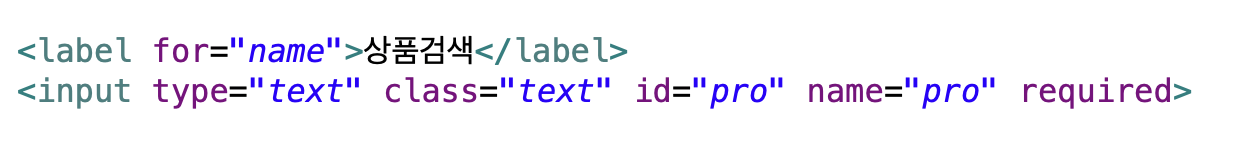 <label for="name">상품검색</label>
<input type="text" class="text" id="pro" name="pro" required>